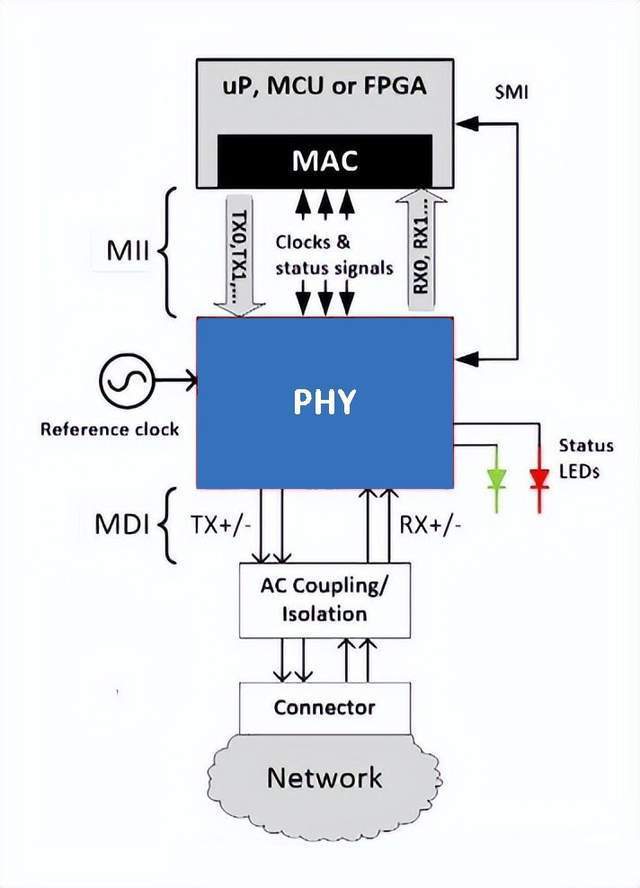 uP, MCU or FPGA
SMI
MAC
MII
TX0,TX1,...
Clocks &
status signals
RX0, RX1...
PHY
Reference clock
Status
LEDs
MDI
TX+/-
RX+/-
AC Coupling/
Isolation
Connector
Network